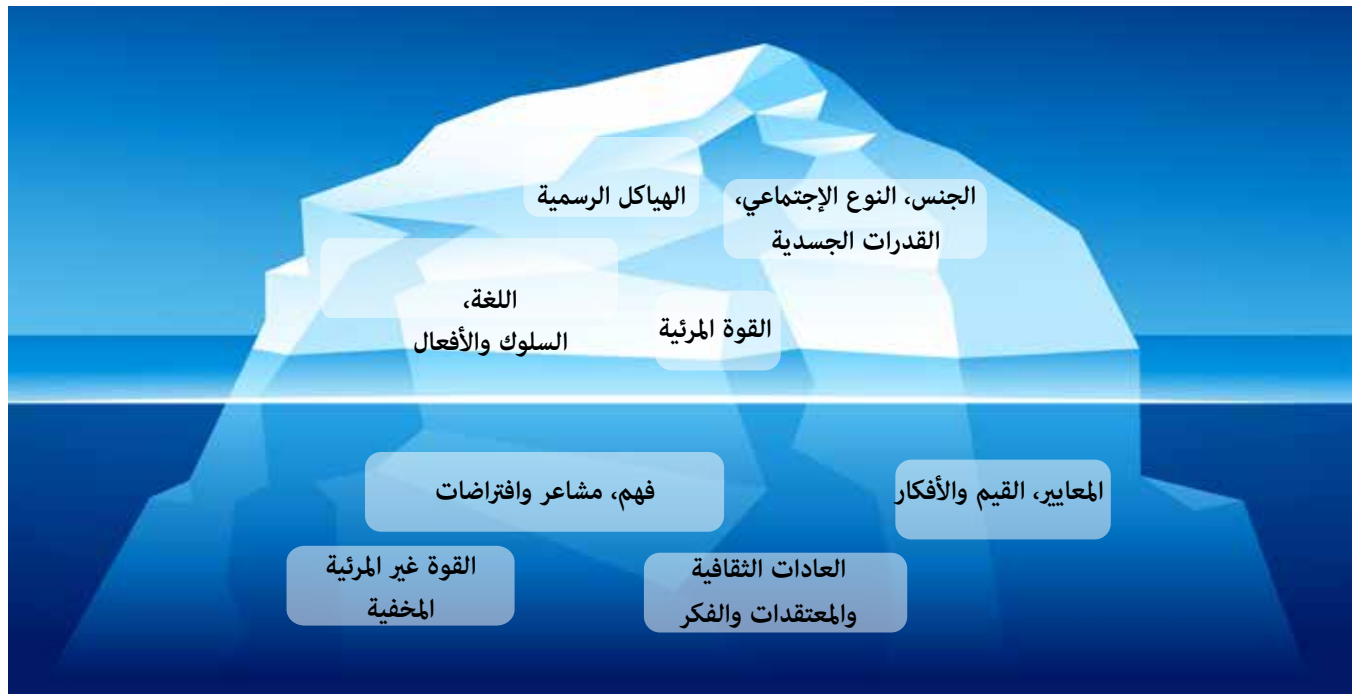 الجنس، النوع الإجتماعي،
القدرات الجسدية
الهياكل الرسمية
القوة المرئية
اللغة،
السلوك والأفعال
المعايير، القيم والأفكار
فهم، مشاعر وافتراضات
العادات الثقافية
والمعتقدات والفكر
القوة غير المرئية
المخفية